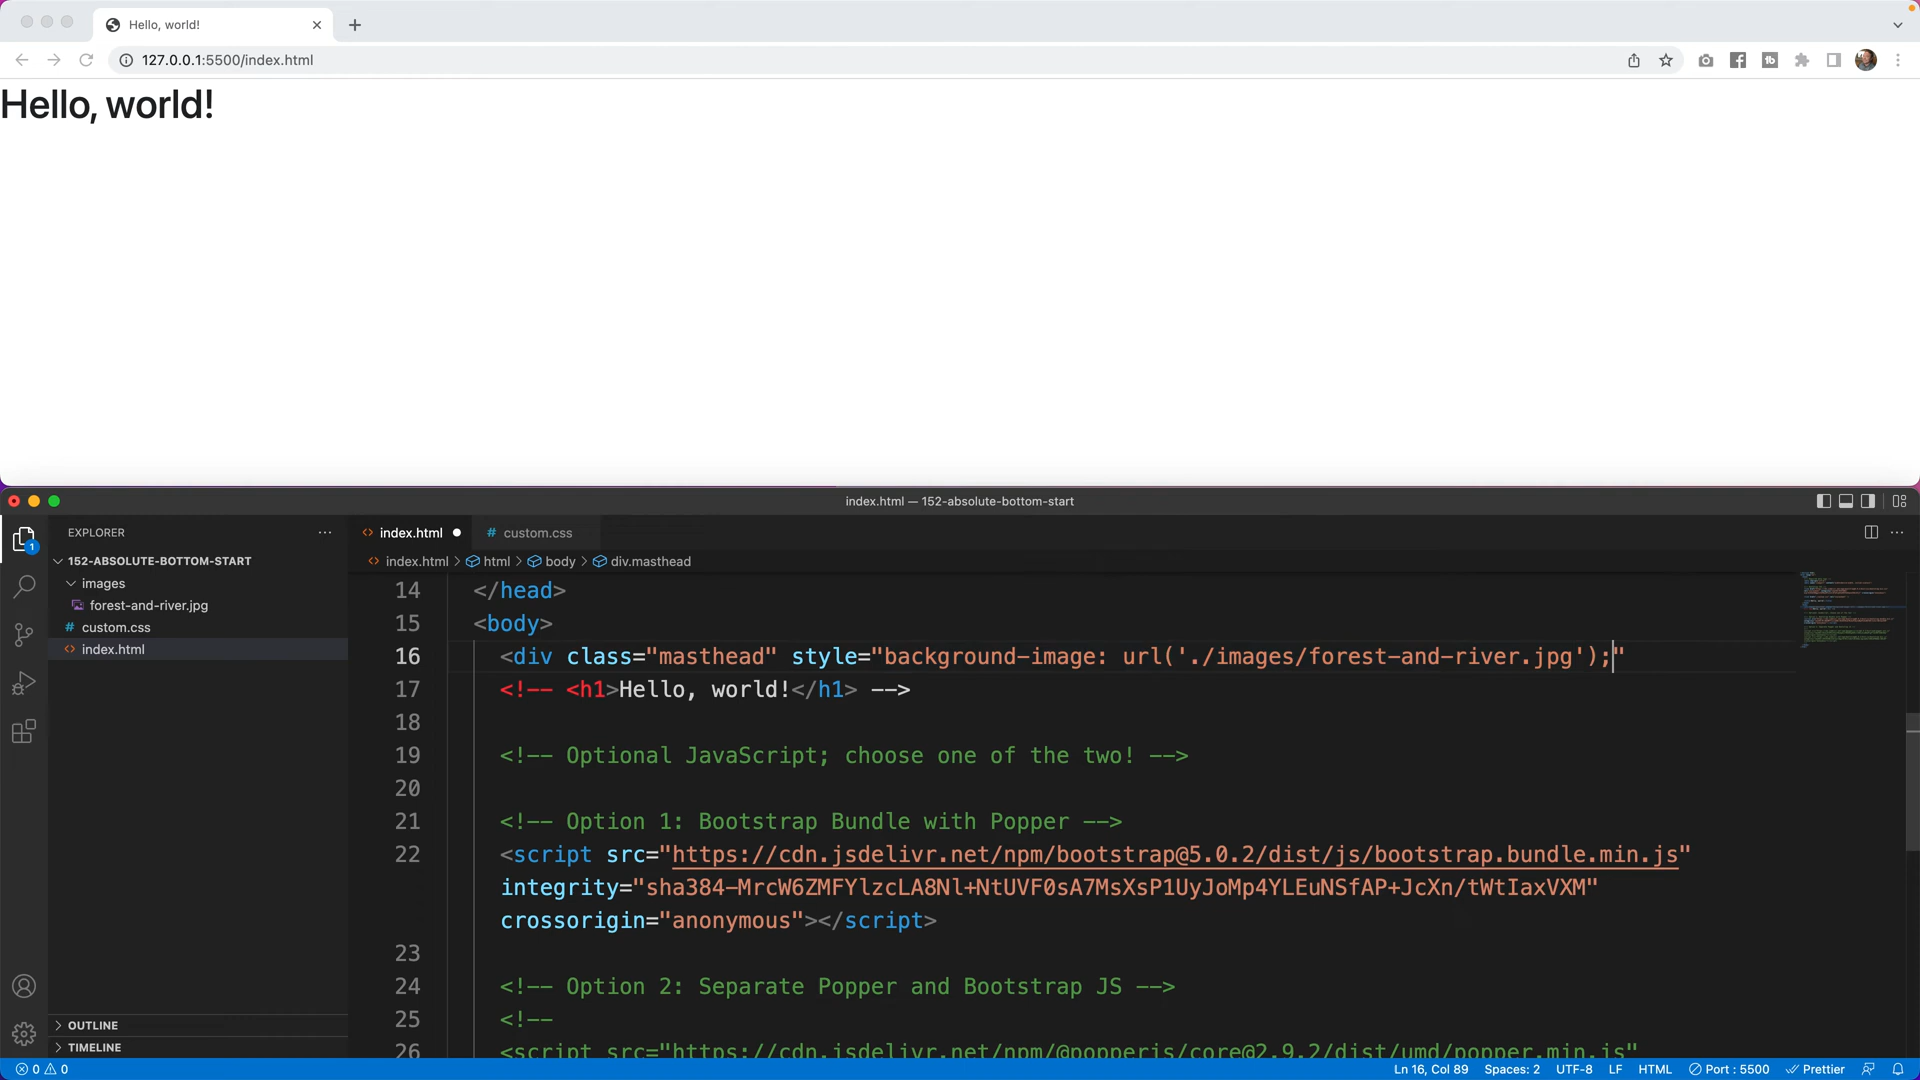 Hello, world!
127.0.0.1:5500/index.html
Hello, world!
index.html — 152-absolute-bottom-start
EXPLORER
index.html
custom.css
152-ABSOLUTE-BOTTOM-START
index.html > html > body > div.masthead
images
forest-and-river.jpg
custom.css
index.html
1
14 </head>
15 <body>
16 <div class="masthead" style="background-image: url('./images/forest-and-river.jpg');"
17 <!-- <h1>Hello, world!</h1> -->
18
19 <!-- Optional JavaScript; choose one of the two! -->
20
21 <!-- Option 1: Bootstrap Bundle with Popper -->
22 <script src="https://cdn.jsdelivr.net/npm/bootstrap@5.0.2/dist/js/bootstrap.bundle.min.js"
integrity="sha384-MrcW6ZMFYlzcLA8Nl+NtUVF0sA7MsXsP1UyJoMp4YLEuNSfAP+JcXn/tWtIaxVXM"
crossorigin="anonymous"></script>
23
24 <!-- Option 2: Separate Popper and Bootstrap JS -->
25 <!--
26 <script src="https://cdn.jsdelivr.net/npm/@popperjs/core@2.9.2/dist/umd/popper.min.js"
OUTLINE
TIMELINE
0 0
Ln 16, Col 89 Spaces: 2 UTF-8 LF HTML Port : 5500 Prettier